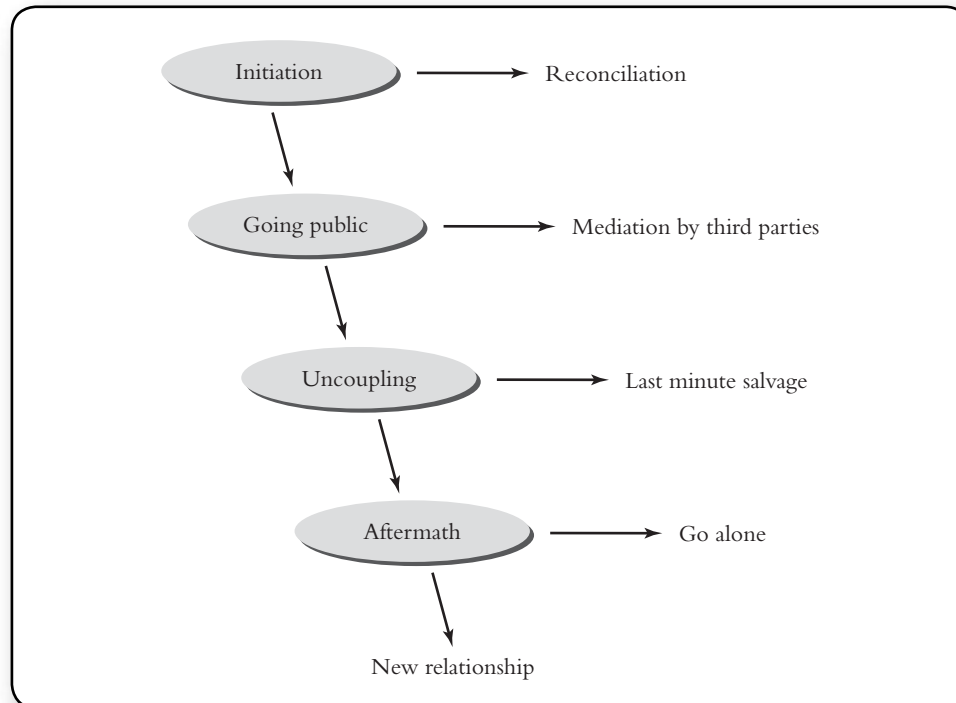 Initiation
Reconciliation
Going public
Mediation by third parties
Uncoupling
Last minute salvage
Aftermath
Go alone
New relationship